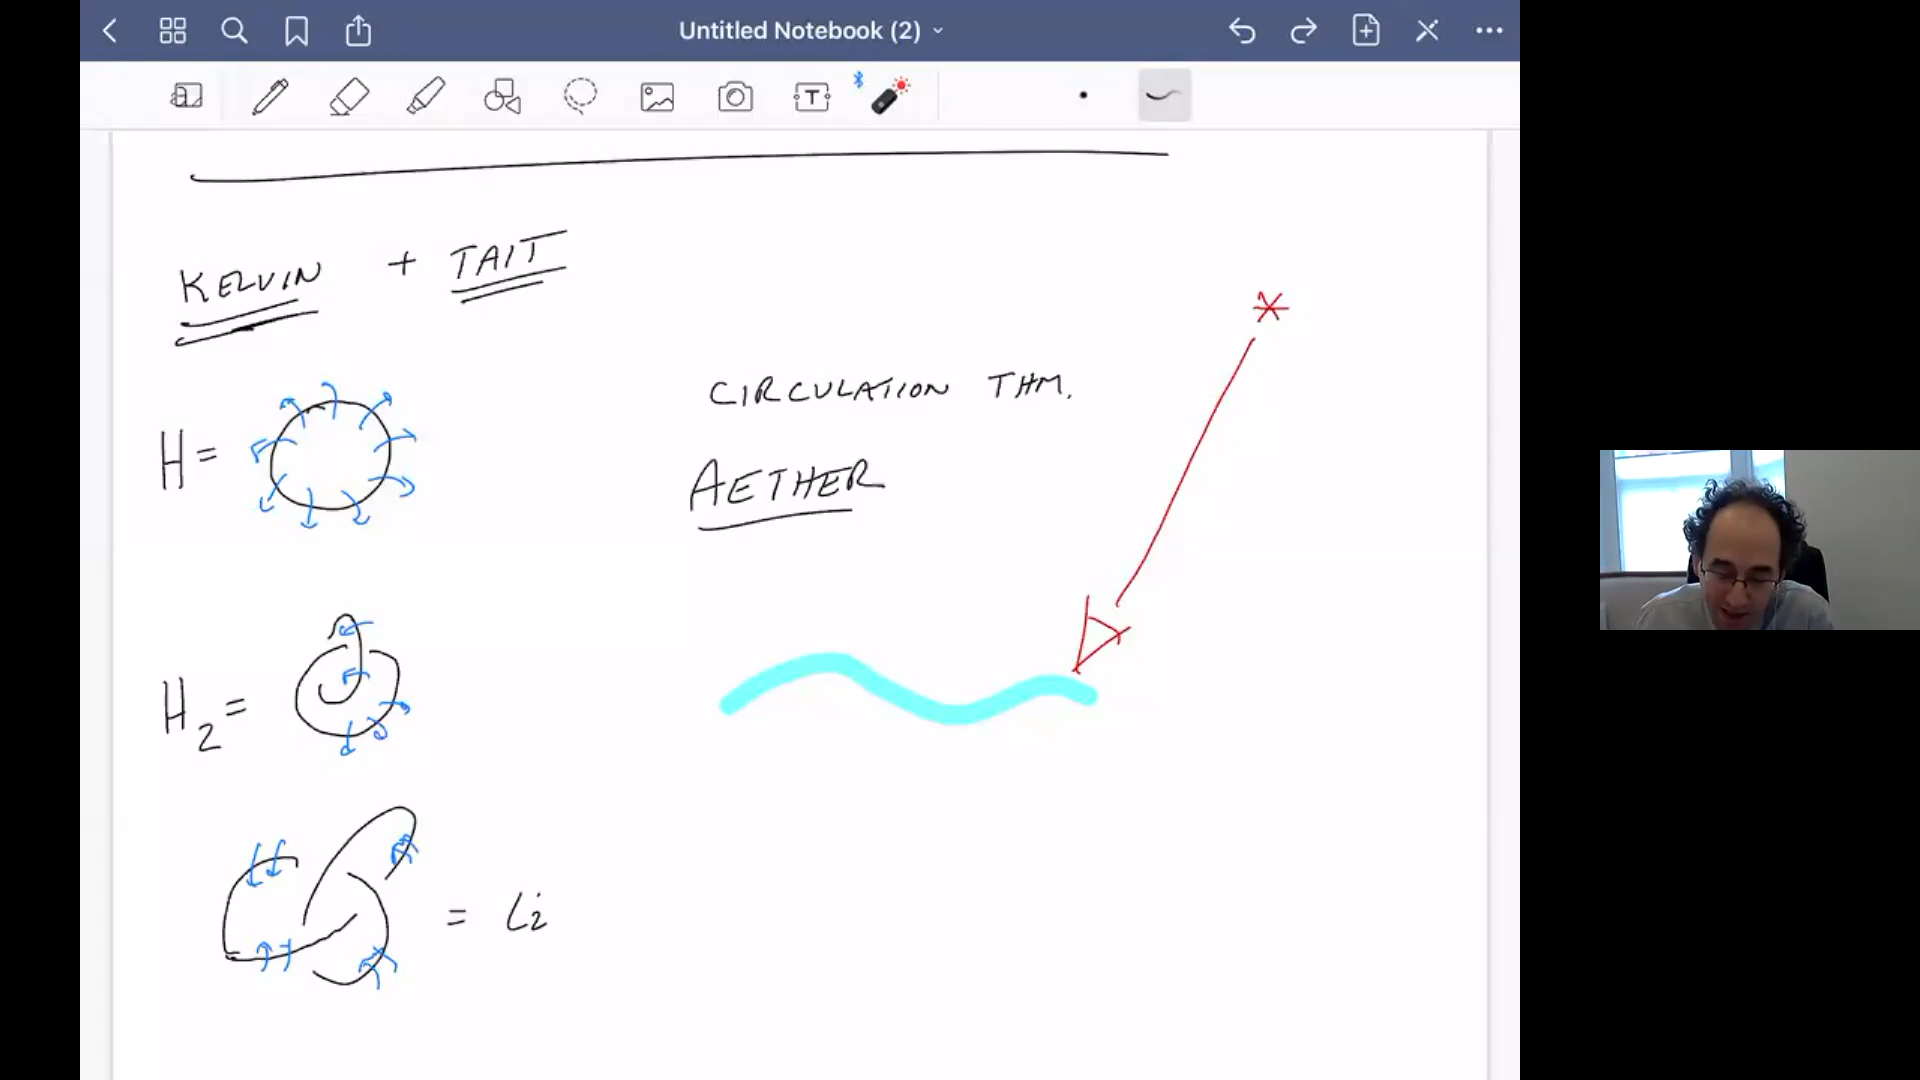 Untitled Notebook (2)
T
KELVIN + TAIT
CIRCULATION THM.
H =
AETHER
H2 =
= Li